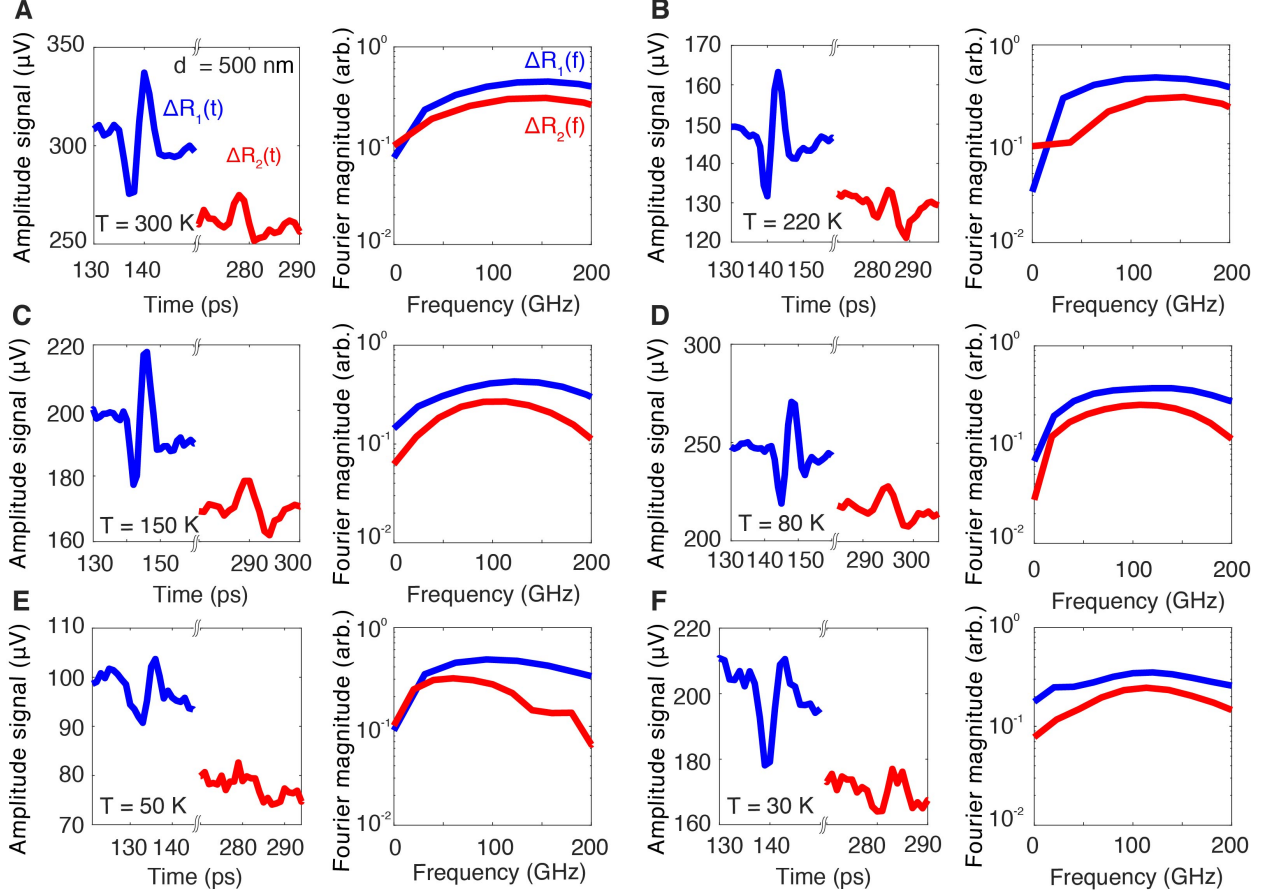 A
Amplitude signal (µV)
350
300
250
d = 500 nm
ΔR1(t)
ΔR2(t)
T = 300 K
130 140 280 290
Time (ps)
Fourier magnitude (arb.)
10^0
10^-1
10^-2
ΔR1(f)
ΔR2(f)
0 100 200
Frequency (GHz)
B
Amplitude signal (µV)
170
160
150
140
130
120
T = 220 K
130 140 150 280 290
Time (ps)
Fourier magnitude (arb.)
10^0
10^-1
10^-2
0 100 200
Frequency (GHz)
C
Amplitude signal (µV)
220
200
180
160
T = 150 K
130 150 290 300
Time (ps)
Fourier magnitude (arb.)
10^0
10^-1
10^-2
0 100 200
Frequency (GHz)
D
Amplitude signal (µV)
300
250
200
T = 80 K
130 150 290 300
Time (ps)
Fourier magnitude (arb.)
10^0
10^-1
10^-2
0 100 200
Frequency (GHz)
E
Amplitude signal (µV)
110
100
90
80
70
T = 50 K
130 140 280 290
Time (ps)
Fourier magnitude (arb.)
10^0
10^-1
10^-2
0 100 200
Frequency (GHz)
F
Amplitude signal (µV)
220
200
180
160
T = 30 K
130 140 280 290
Time (ps)
Fourier magnitude (arb.)
10^0
10^-1
10^-2
0 100 200
Frequency (GHz)